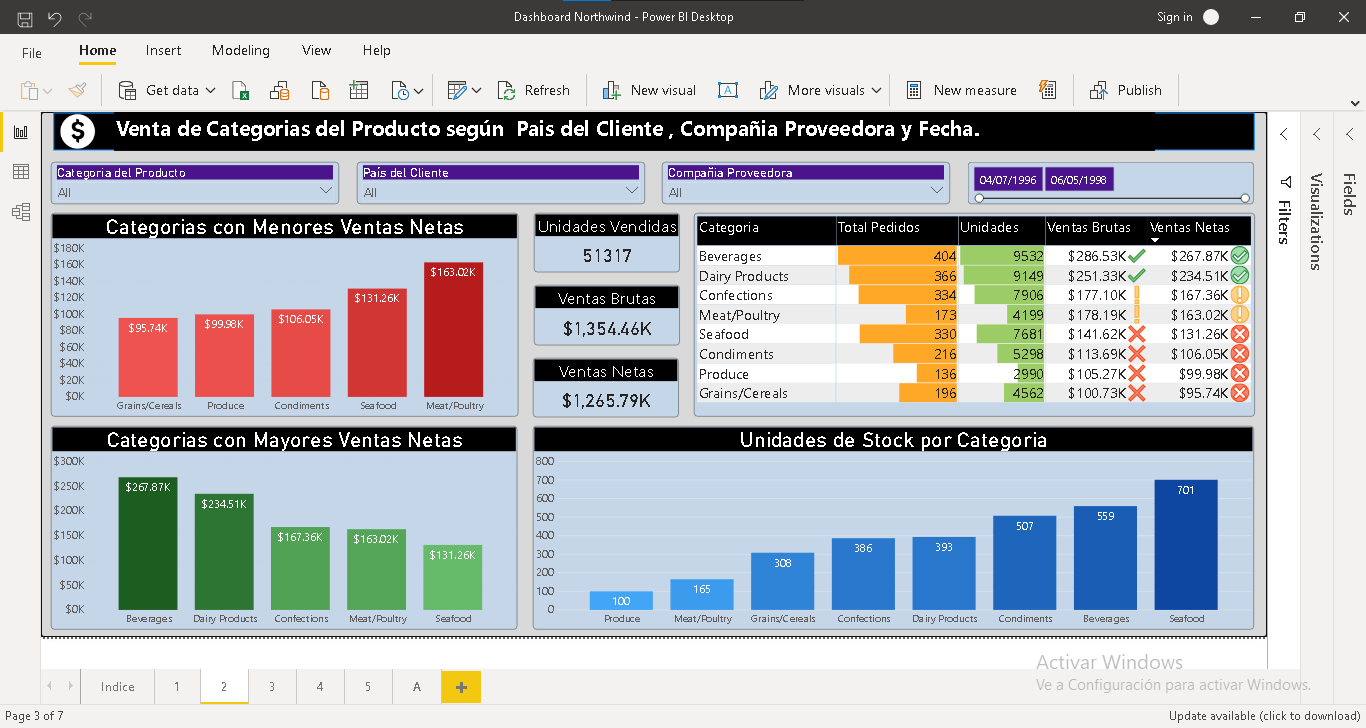 Dashboard Northwind - Power BI Desktop
Sign in
File
Home
Insert
Modeling
View
Help
Get data
Refresh
New visual
More visuals
New measure
Publish
$
Venta de Categorias del Producto según Pais del Cliente , Compañia Proveedora y Fecha.
Categoria del Producto
All
País del Cliente
All
Compañia Proveedora
All
04/07/1996
06/05/1998
Categorias con Menores Ventas Netas
$180K
$160K
$140K
$120K
$100K
$80K
$60K
$40K
$20K
$0K
$95.74K
$99.98K
$106.05K
$131.26K
$163.02K
Grains/Cereals
Produce
Condiments
Seafood
Meat/Poultry
Unidades Vendidas
51317
Ventas Brutas
$1,354.46K
Ventas Netas
$1,265.79K
Categoria Total Pedidos Unidades Ventas Brutas Ventas Netas
Beverages 404 9532 $286.53K $267.87K
Dairy Products 366 9149 $251.33K $234.51K
Confections 334 7906 $177.10K $167.36K
Meat/Poultry 173 4199 $178.19K $163.02K
Seafood 330 7681 $141.62K $131.26K
Condiments 216 5298 $113.69K $106.05K
Produce 136 2990 $105.27K $99.98K
Grains/Cereals 196 4562 $100.73K $95.74K
Categorias con Mayores Ventas Netas
$300K
$250K
$200K
$150K
$100K
$50K
$0K
$267.87K
$234.51K
$167.36K
$163.02K
$131.26K
Beverages
Dairy Products
Confections
Meat/Poultry
Seafood
Unidades de Stock por Categoria
800
700
600
500
400
300
200
100
0
100
165
308
386
393
507
559
701
Produce
Meat/Poultry
Grains/Cereals
Confections
Dairy Products
Condiments
Beverages
Seafood
Filters
Visualizations
Fields
Activar Windows
Ve a Configuración para activar Windows.
Indice
1
2
3
4
5
A
Page 3 of 7
Update available (click to download)